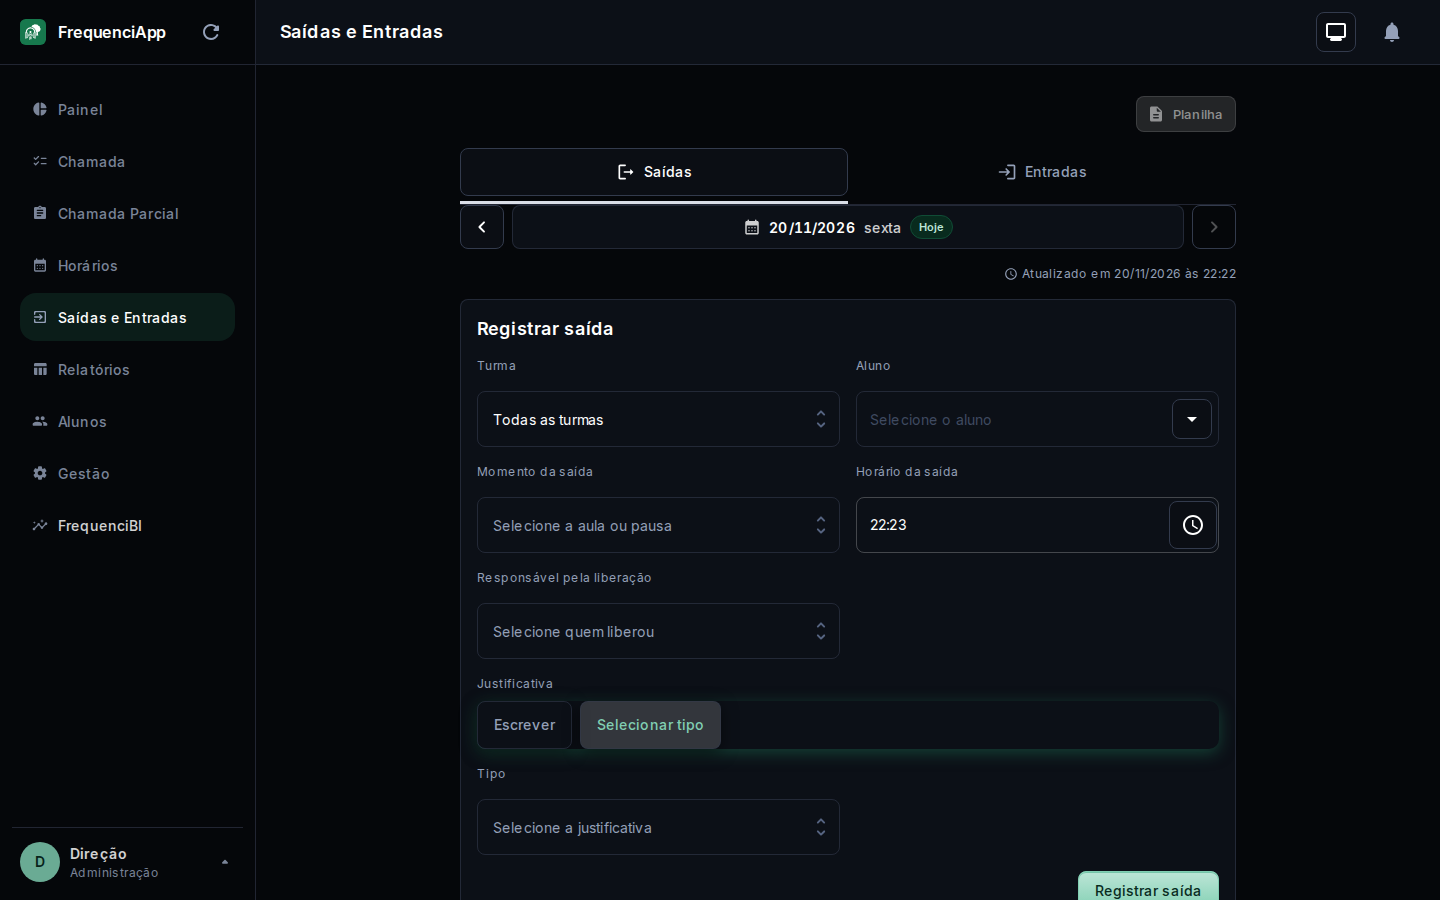 FrequenciApp
Saídas e Entradas
Painel
Chamada
Chamada Parcial
Horários
Saídas e Entradas
Relatórios
Alunos
Gestão
FrequenciBI
D
Direção
Administração
Planilha
Saídas
Entradas
20/11/2026 sexta Hoje
Atualizado em 20/11/2026 às 22:22
Registrar saída
Turma
Aluno
Todas as turmas
Selecione o aluno
Momento da saída
Horário da saída
Selecione a aula ou pausa
22:23
Responsável pela liberação
Selecione quem liberou
Justificativa
Escrever
Selecionar tipo
Tipo
Selecione a justificativa
Registrar saída